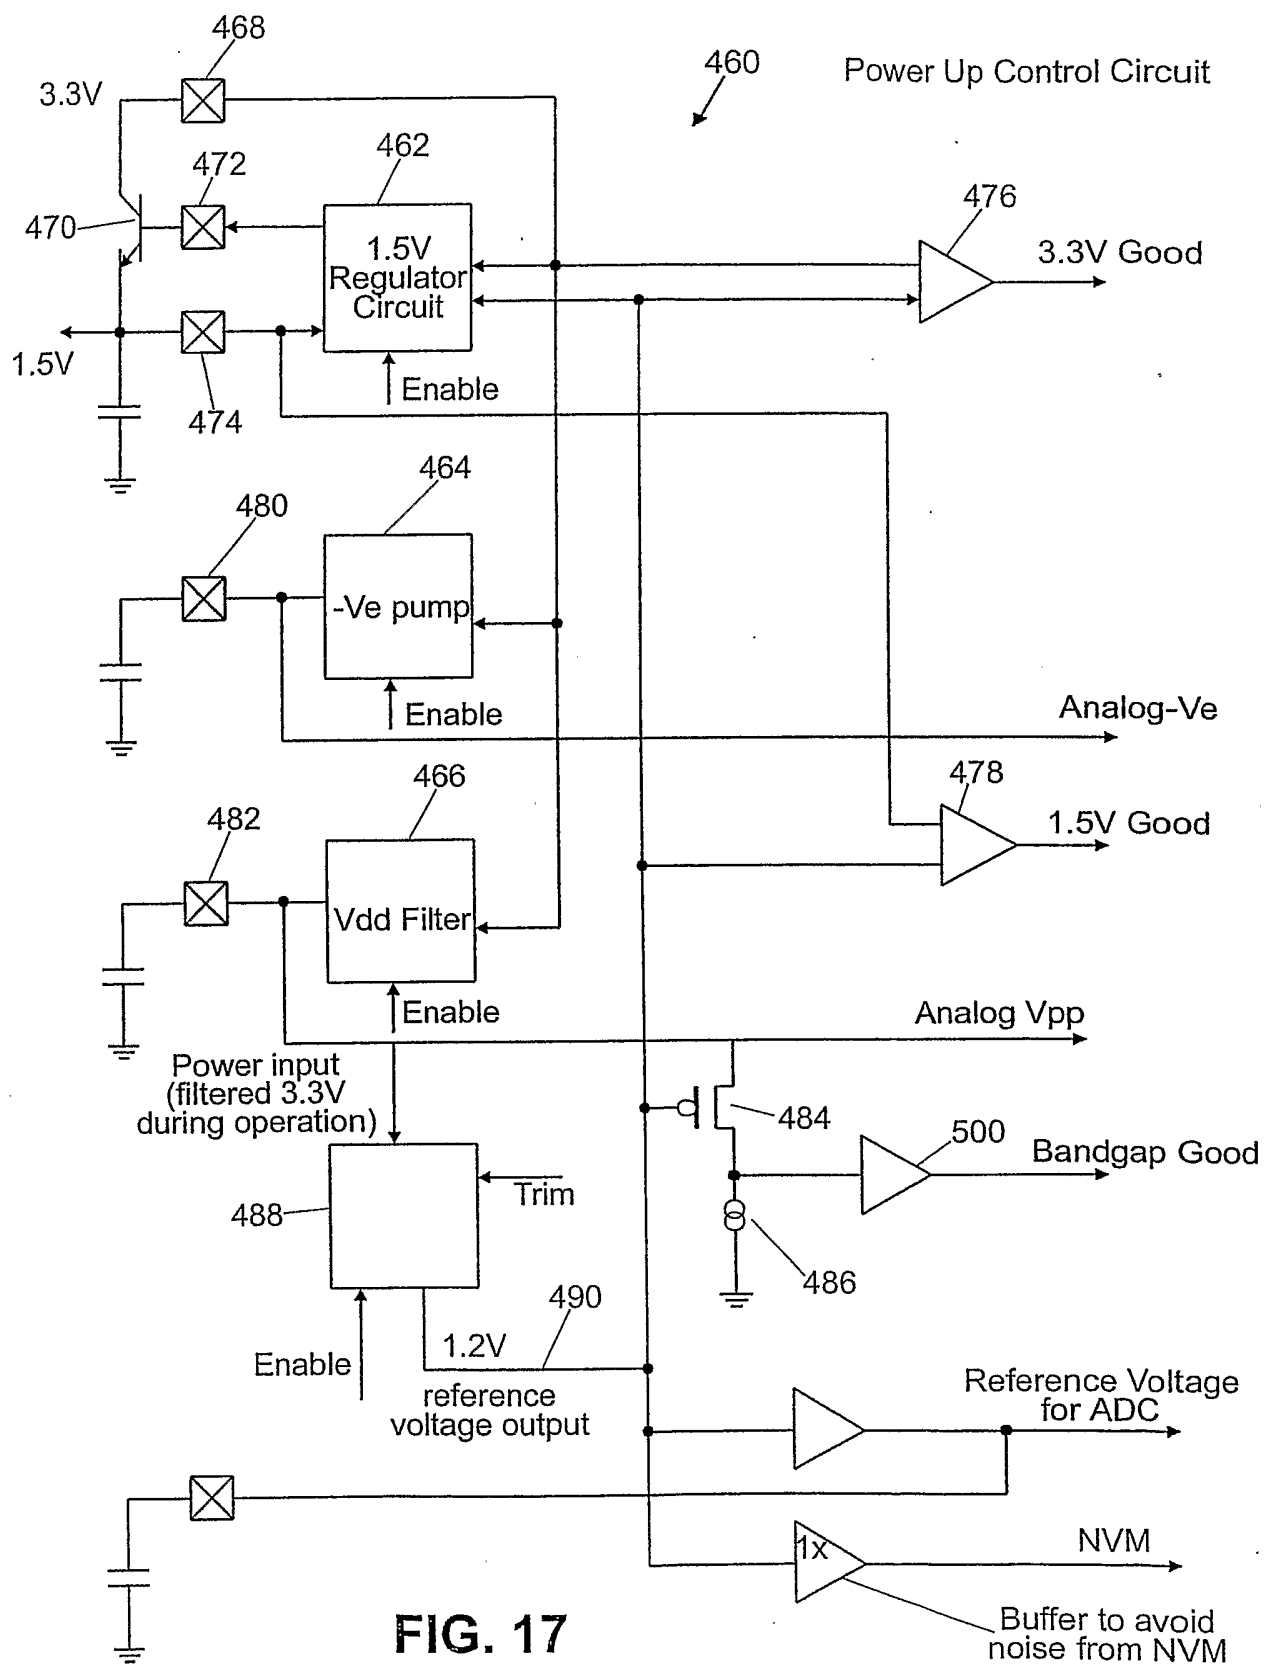 468
460
Power Up Control Circuit
3.3V
462
472
476
470
1.5V
Regulator
Circuit
3.3V Good
1.5V
Enable
474
464
480
-Ve pump
Enable
Analog-Ve
466
478
482
1.5V Good
Vdd Filter
Enable
Analog Vpp
Power input
(filtered 3.3V
during operation)
484
500
Bandgap Good
Trim
488
486
490
1.2V
Enable
reference
voltage output
Reference Voltage
for ADC
1x
NVM
Buffer to avoid
noise from NVM
FIG. 17